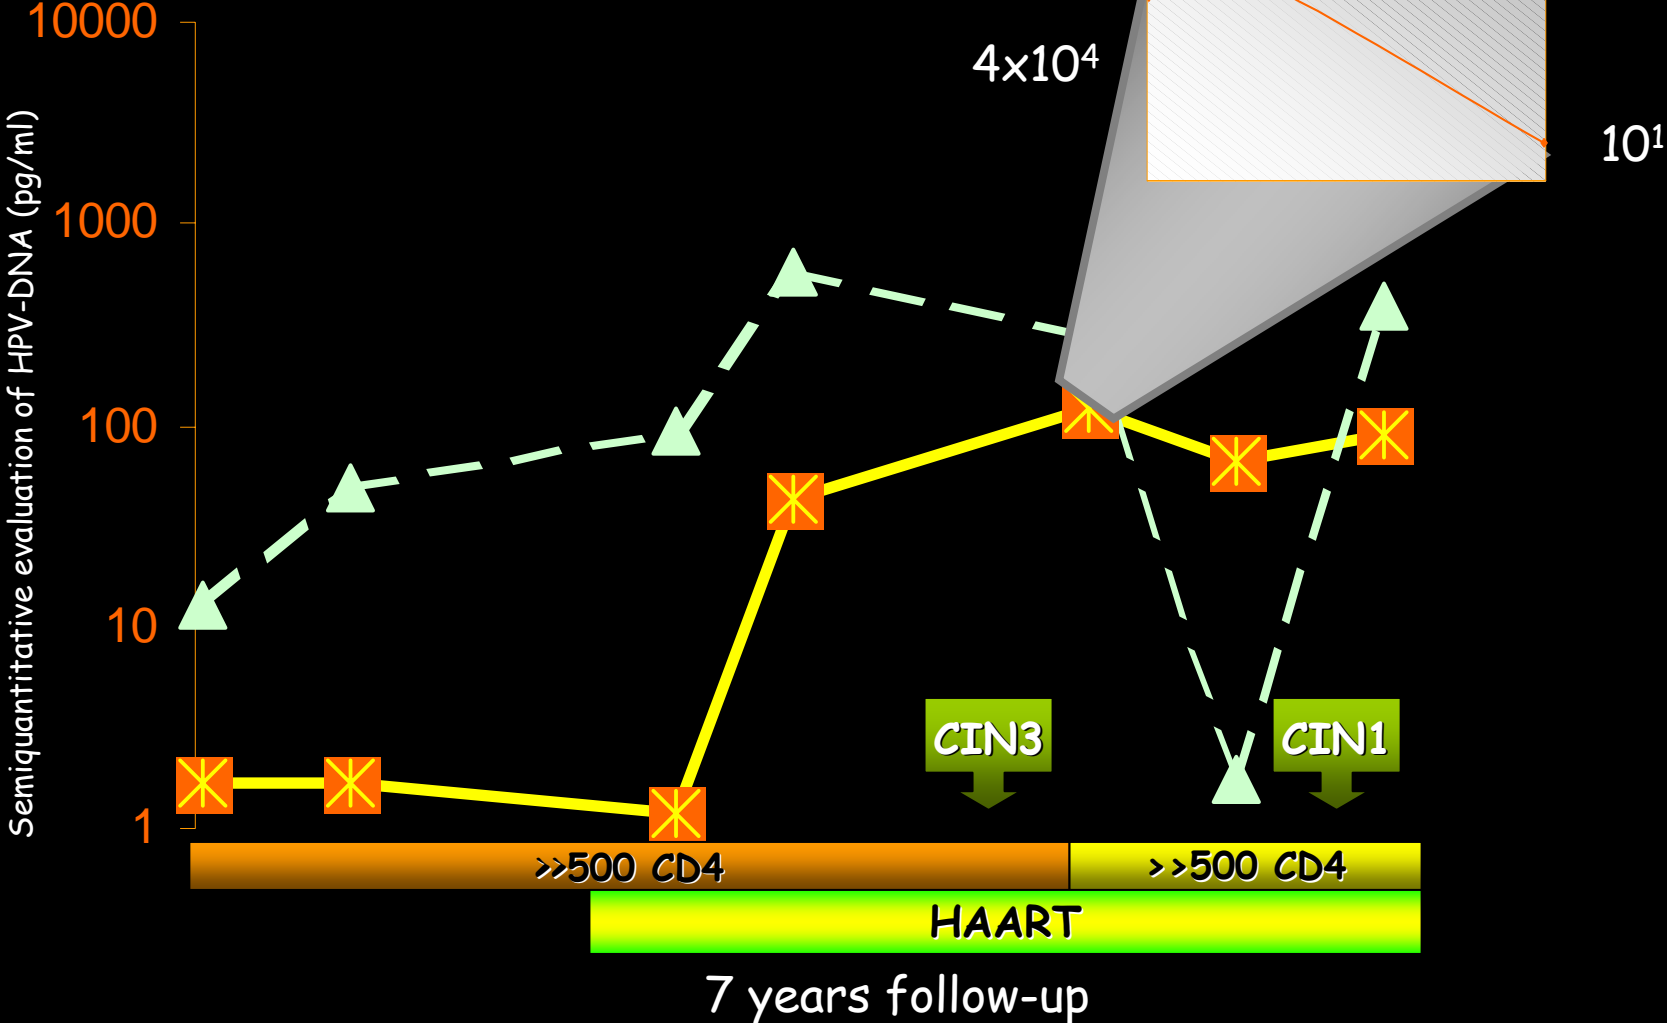 10000
4x10⁴
10¹
1000
100
10
1
Semiquantitative evaluation of HPV-DNA (pg/ml)
CIN3
CIN1
>>500 CD4
>>500 CD4
HAART
7 years follow-up